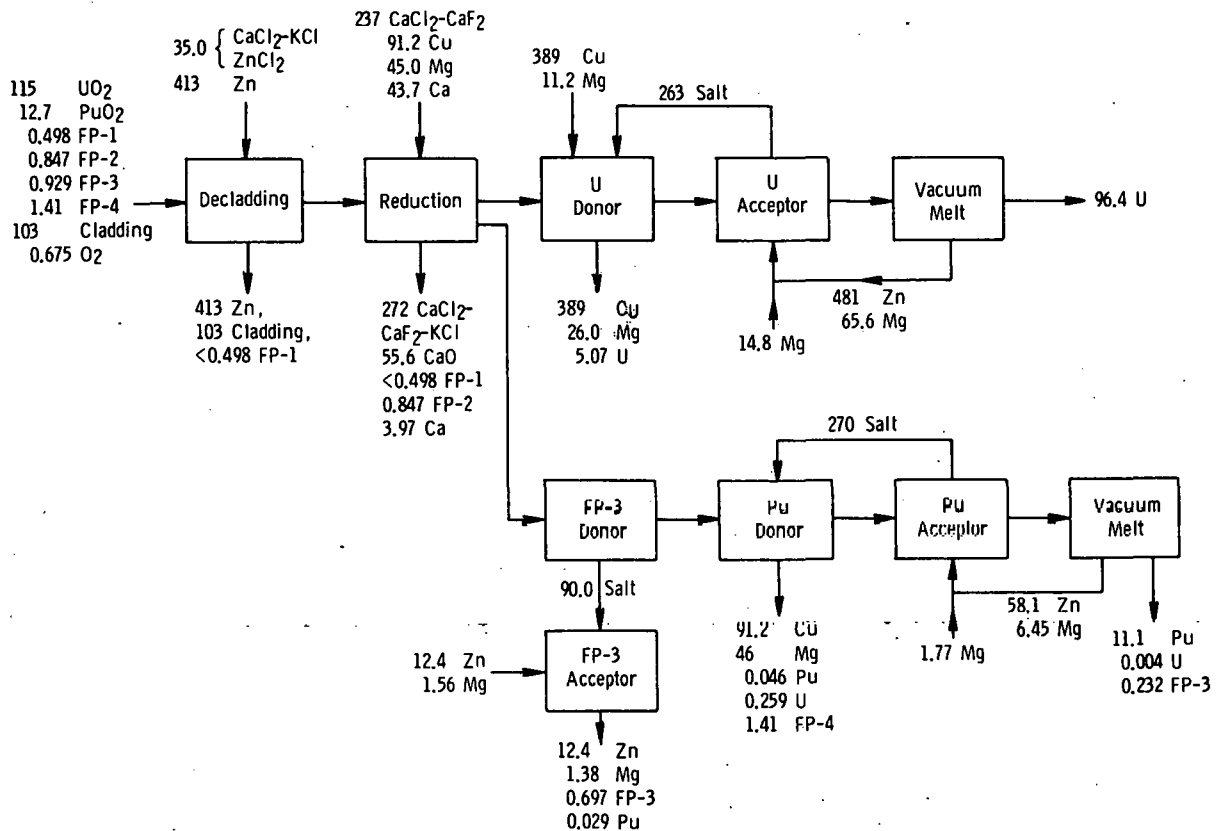 35.0 { CaCl2-KCl
ZnCl2
413 Zn
237 CaCl2-CaF2
91.2 Cu
45.0 Mg
43.7 Ca
389 Cu
11.2 Mg
263 Salt
115 UO2
12.7 PuO2
0.498 FP-1
0.847 FP-2
0.929 FP-3
1.41 FP-4
103 Cladding
0.675 O2
Decladding
Reduction
U
Donor
U
Acceptor
Vacuum
Melt
96.4 U
413 Zn,
103 Cladding,
<0.498 FP-1
272 CaCl2-
CaF2-KCl
55.6 CaO
<0.498 FP-1
0.847 FP-2
3.97 Ca
389 Cu
26.0 Mg
5.07 U
14.8 Mg
481 Zn
65.6 Mg
270 Salt
FP-3
Donor
Pu
Donor
Pu
Acceptor
Vacuum
Melt
90.0 Salt
12.4 Zn
1.56 Mg
FP-3
Acceptor
91.2 Cu
46 Mg
0.046 Pu
0.259 U
1.41 FP-4
1.77 Mg
58.1 Zn
6.45 Mg
11.1 Pu
0.004 U
0.232 FP-3
12.4 Zn
1.38 Mg
0.697 FP-3
0.029 Pu